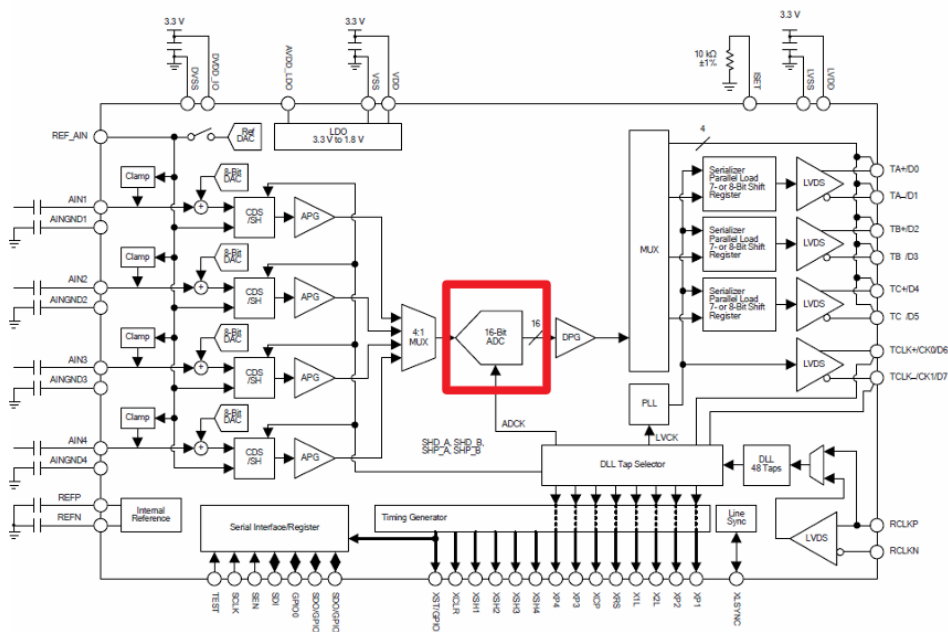 3.3 V
3.3 V
3.3 V
10 kΩ
±1%
DVSS
DVDD_IO
AVDD_LDO
VSS
VDD
ISET
LVSS
LVDD
REF_AIN
Ref
DAC
LDO
3.3 V to 1.8 V
4
Clamp
8-Bit
DAC
AIN1
+
CDS
/SH
APG
AINGND1
Serializer
Parallel Load
7- or 8-Bit Shift
Register
LVDS
TA+/D0
TA–/D1
Clamp
8-Bit
DAC
AIN2
+
CDS
/SH
APG
AINGND2
MUX
Serializer
Parallel Load
7- or 8-Bit Shift
Register
LVDS
TB+/D2
TB /D3
4:1
MUX
16-Bit
ADC
16
DPG
Serializer
Parallel Load
7- or 8-Bit Shift
Register
LVDS
TC+/D4
TC /D5
Clamp
8-Bit
DAC
AIN3
+
CDS
/SH
APG
AINGND3
LVDS
TCLK+/CK0/D6
TCLK–/CK1/D7
PLL
ADCK
LVCK
Clamp
8-Bit
DAC
AIN4
+
CDS
/SH
APG
AINGND4
SHD_A, SHD_B,
SHP_A, SHP_B
DLL Tap Selector
DLL
48 Taps
REFP
REFN
Internal
Reference
Serial Interface/Register
Timing Generator
Line
Sync
LVDS
RCLKP
RCLKN
TEST
SCLK
SEN
SDI
GPIO0
SDO/GPIO
SDO/GPIO
XST/GPIO
XCLR
XSH1
XSH2
XSH3
XSH4
XP4
XP3
XCP
XRS
X1L
X2L
XP2
XP1
XLSYNC